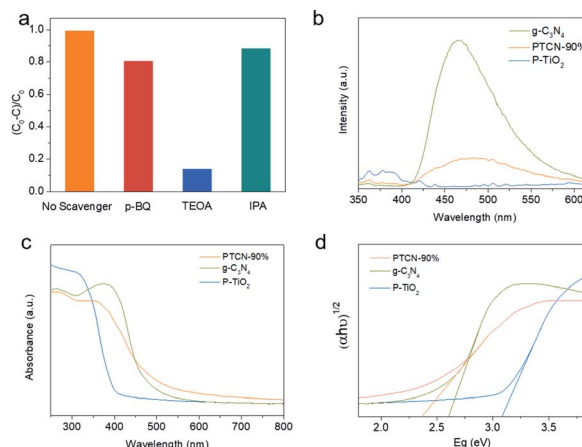 a
(C₀-C)/C₀
1.0
0.8
0.6
0.4
0.2
0.0
No Scavenger p-BQ TEOA IPA
b
g-C₃N₄
PTCN-90%
P-TiO₂
Intensity (a.u.)
350 400 450 500 550 600
Wavelength (nm)
c
PTCN-90%
g-C₃N₄
P-TiO₂
Absorbance (a.u.)
300 400 500 600 700 800
Wavelength (nm)
d
PTCN-90%
g-C₃N₄
P-TiO₂
(αhυ)^1/2
2.0 2.5 3.0 3.5
Eg (eV)